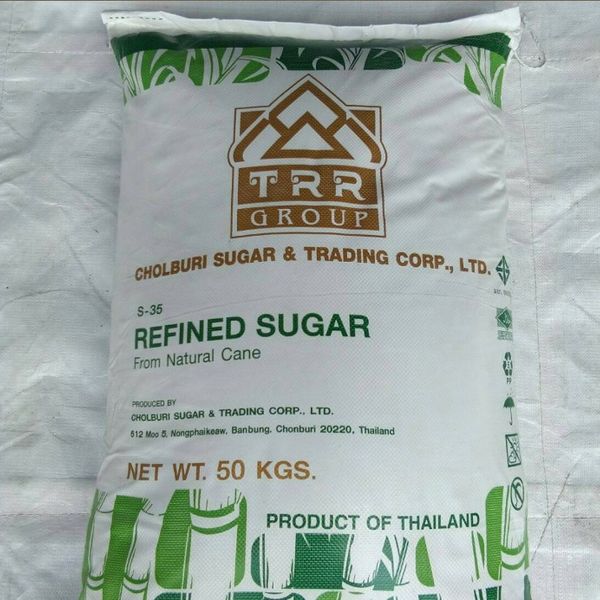 TRR
GROUP
CHOLBURI SUGAR & TRADING CORP., LTD.
S-35
REFINED SUGAR
From Natural Cane
PRODUCED BY
CHOLBURI SUGAR & TRADING CORP., LTD.
612 Moo 5, Nongphaikeaw, Banbung, Chonburi 20220, Thailand
NET WT. 50 KGS.
PP
PRODUCT OF THAILAND